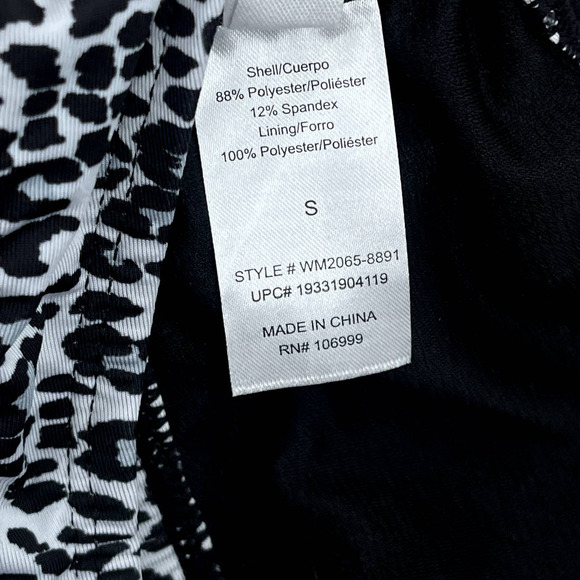 Shell/Cuerpo
88% Polyester/Poliéster
12% Spandex
Lining/Forro
100% Polyester/Poliéster
S
STYLE # WM2065-8891
UPC# 19331904119
MADE IN CHINA
RN# 106999